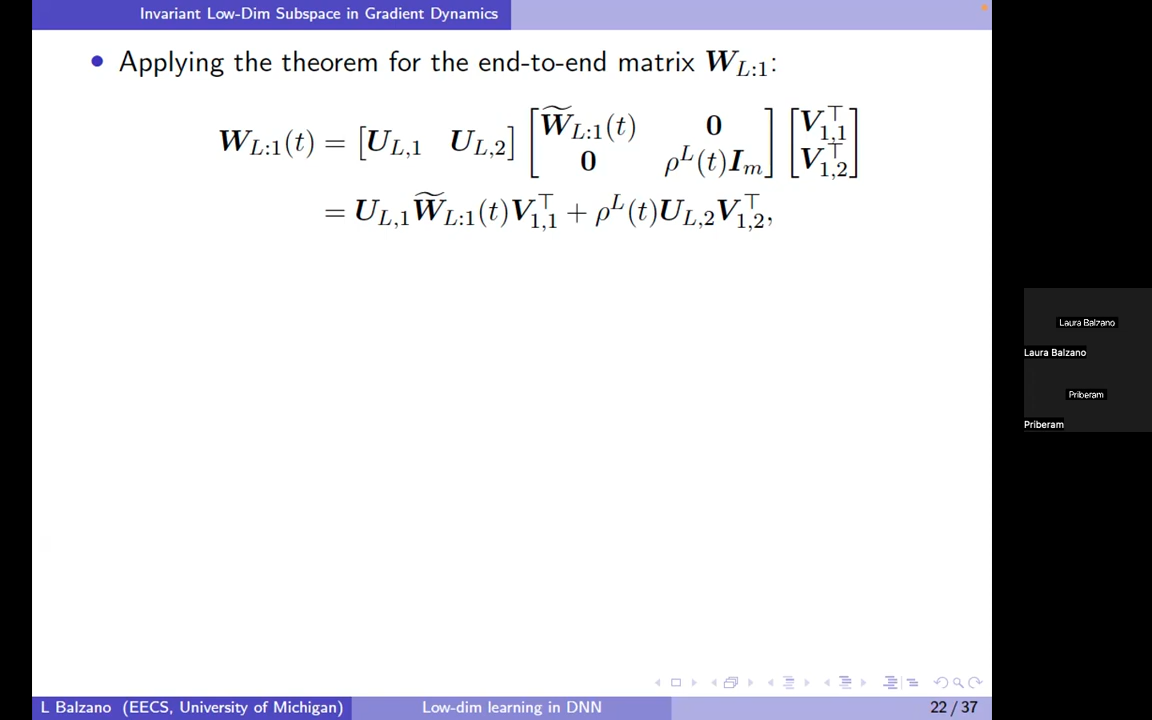 Invariant Low-Dim Subspace in Gradient Dynamics
• Applying the theorem for the end-to-end matrix W_{L:1}:
W_{L:1}(t) = [U_{L,1} U_{L,2}] [W̃_{L:1}(t) 0; 0 ρ^L(t)I_m] [V_{1,1}^⊤; V_{1,2}^⊤]
= U_{L,1}W̃_{L:1}(t)V_{1,1}^⊤ + ρ^L(t)U_{L,2}V_{1,2}^⊤,
Laura Balzano
Laura Balzano
Priberam
Priberam
L Balzano (EECS, University of Michigan) Low-dim learning in DNN 22 / 37